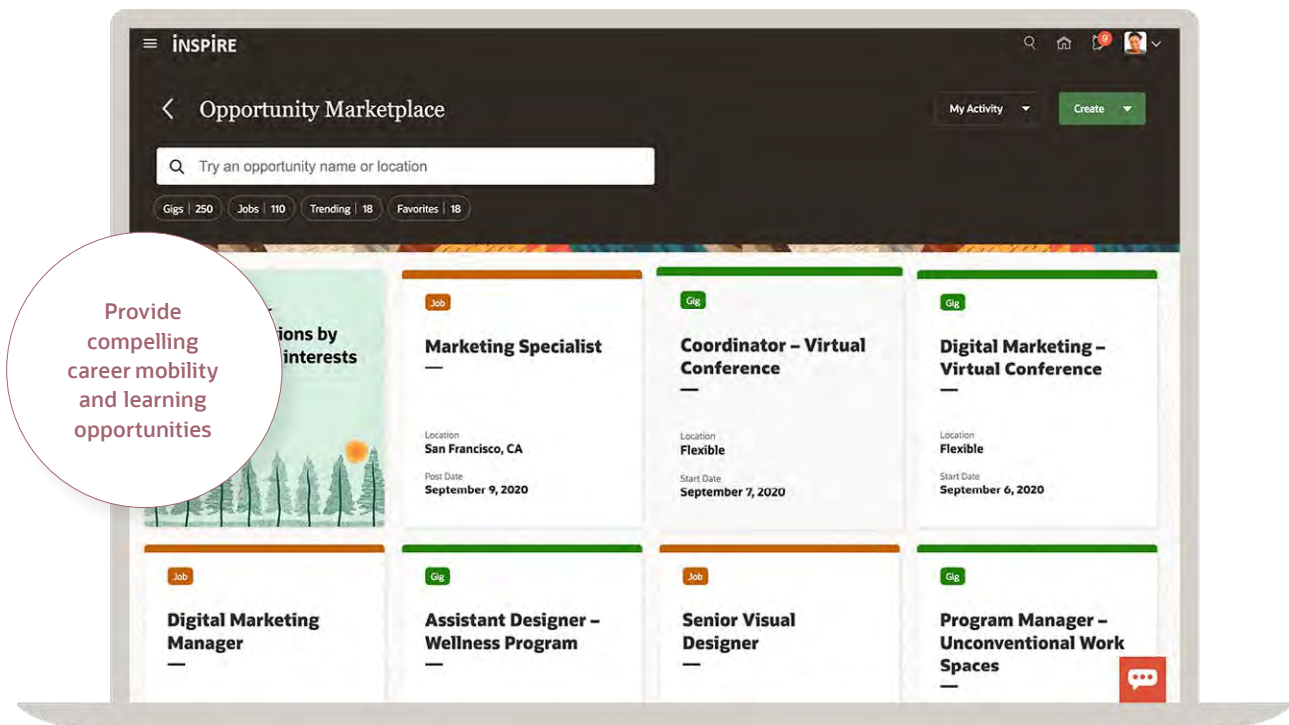 iNSPiRE
9
Opportunity Marketplace
My Activity
Create
Try an opportunity name or location
Gigs | 250
Jobs | 110
Trending | 18
Favorites | 18
Provide
compelling
career mobility
and learning
opportunities
by
interests
Job
Marketing Specialist
Location
San Francisco, CA
Post Date
September 9, 2020
Gig
Coordinator – Virtual
Conference
Location
Flexible
Start Date
September 7, 2020
Gig
Digital Marketing –
Virtual Conference
Location
Flexible
Start Date
September 6, 2020
Job
Digital Marketing
Manager
Gig
Assistant Designer –
Wellness Program
Job
Senior Visual
Designer
Gig
Program Manager –
Unconventional Work
Spaces